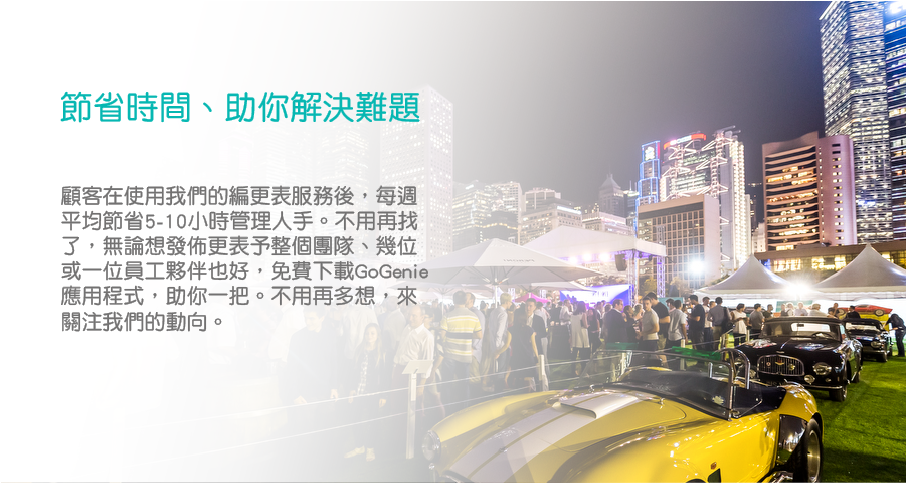 節省時間、助你解決難題
顧客在使用我們的編更表服務後，每週
平均節省5-10小時管理人手。不用再找
了，無論想發佈更表予整個團隊、幾位
或一位員工夥伴也好，免費下載GoGenie
應用程式，助你一把。不用再多想，來
關注我們的動向。